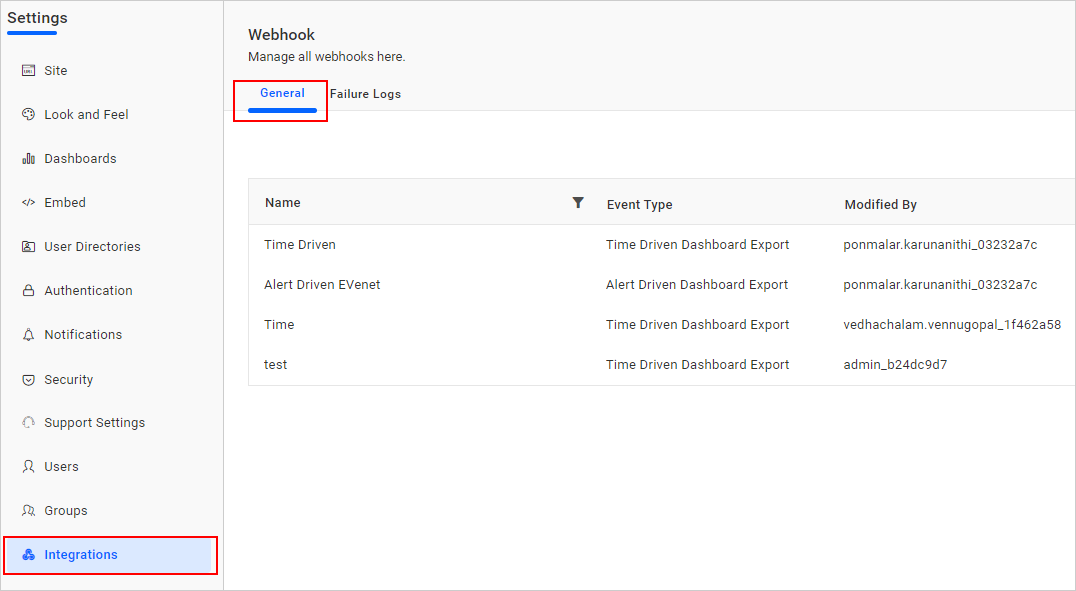 Settings
Site
Look and Feel
Dashboards
Embed
User Directories
Authentication
Notifications
Security
Support Settings
Users
Groups
Integrations
Webhook
Manage all webhooks here.
General Failure Logs
Name Event Type Modified By
Time Driven Time Driven Dashboard Export ponmalar.karunanithi_03232a7c
Alert Driven EVenet Alert Driven Dashboard Export ponmalar.karunanithi_03232a7c
Time Time Driven Dashboard Export vedhachalam.vennugopal_1f462a58
test Time Driven Dashboard Export admin_b24dc9d7